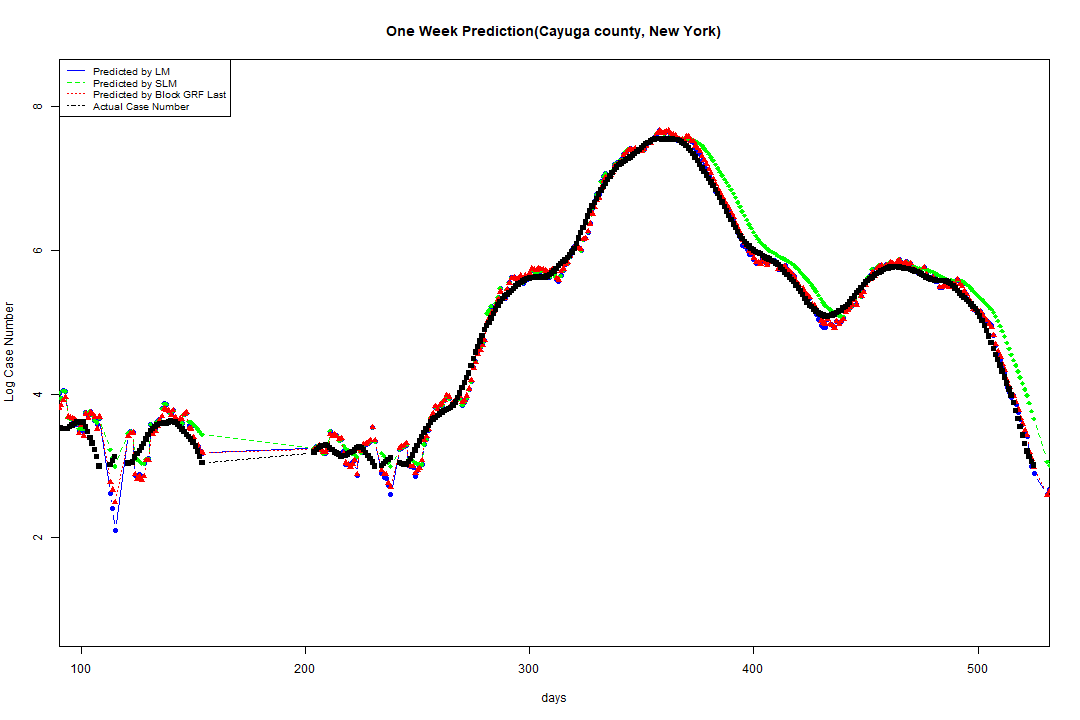 One Week Prediction(Cayuga county, New York)
Predicted by LM
Predicted by SLM
Predicted by Block GRF Last
Actual Case Number
8
6
4
2
Log Case Number
100 200 300 400 500
days